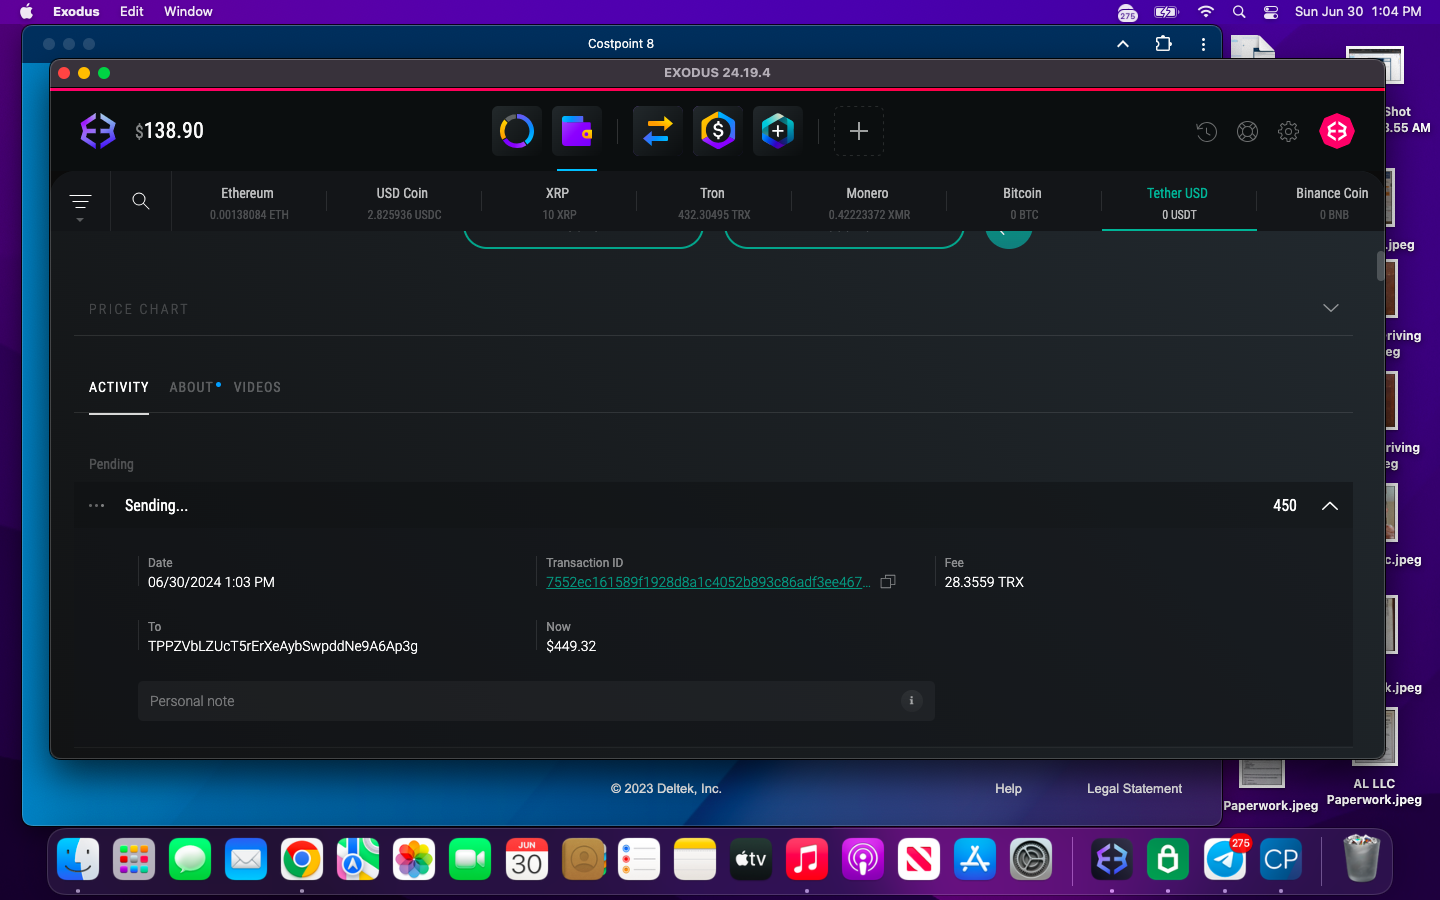 Exodus Edit Window
275
Sun Jun 30 1:04 PM
Costpoint 8
EXODUS 24.19.4
$138.90
Ethereum
0.00138084 ETH
USD Coin
2.825936 USDC
XRP
10 XRP
Tron
432.30495 TRX
Monero
0.42223372 XMR
Bitcoin
0 BTC
Tether USD
0 USDT
Binance Coin
0 BNB
PRICE CHART
ACTIVITY ABOUT VIDEOS
Pending
Sending...
450
Date
06/30/2024 1:03 PM
Transaction ID
7552ec161589f1928d8a1c4052b893c86adf3ee467...
Fee
28.3559 TRX
To
TPPZVbLZUcT5rErXeAybSwpddNe9A6Ap3g
Now
$449.32
Personal note
i
Shot
3.55 AM
.jpeg
riving
eg
riving
eg
c.jpeg
k.jpeg
AL LLC
Paperwork.jpeg
Paperwork.jpeg
© 2023 Deltek, Inc.
Help
Legal Statement
JUN
30
tv
275
CP